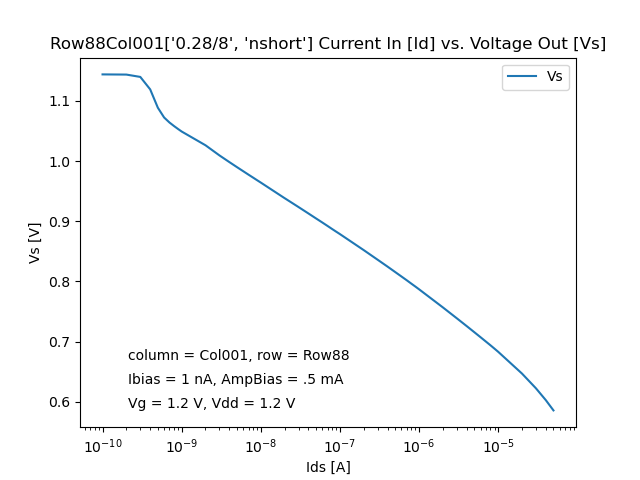 Row88Col001['0.28/8', 'nshort'] Current In [Id] vs. Voltage Out [Vs]
Vs
1.1
1.0
0.9
0.8
0.7
0.6
Vs [V]
column = Col001, row = Row88
Ibias = 1 nA, AmpBias = .5 mA
Vg = 1.2 V, Vdd = 1.2 V
10⁻¹⁰ 10⁻⁹ 10⁻⁸ 10⁻⁷ 10⁻⁶ 10⁻⁵
Ids [A]